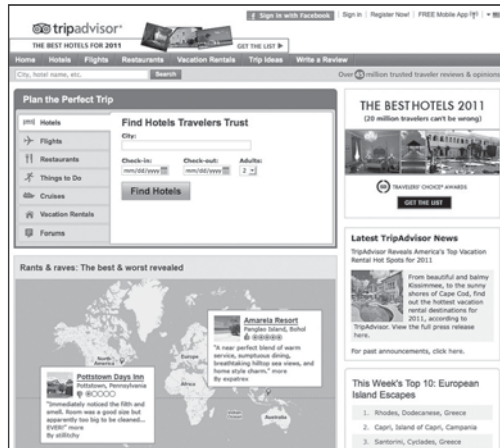 Sign in with Facebook | Sign in | Register Now! | FREE Mobile App
tripadvisor
THE BEST HOTELS FOR 2011
GET THE LIST
Home Hotels Flights Restaurants Vacation Rentals Trip Ideas Write a Review
City, hotel name, etc. Search
Over 45 million trusted traveler reviews & opinions
Plan the Perfect Trip
Hotels
Flights
Restaurants
Things to Do
Cruises
Vacation Rentals
Forums
Find Hotels Travelers Trust
City:
Check-in: Check-out: Adults:
mm/dd/yyyy mm/dd/yyyy 2
Find Hotels
THE BEST HOTELS 2011
(20 million travelers can't be wrong)
TRAVELERS' CHOICE AWARDS
GET THE LIST
Latest TripAdvisor News
TripAdvisor Reveals America's Top Vacation
Rental Hot Spots for 2011
From beautiful and balmy
Kissimmee, to the sunny
shores of Cape Cod, find
out the hottest vacation
rental destinations for
2011, according to
TripAdvisor. View the full press release
here.
For past announcements, click here.
Rants & raves: The best & worst revealed
North America
Europe
Africa
Australia
Amarela Resort
Panglao Island, Bohol
"A near perfect blend of warm
service, sumptuous dining,
breathtaking hilltop sea views, and
home style charm." more
By expatrex
Pottstown Days Inn
Pottstown, Pennsylvania
"Immediately noticed the filth and
smell. Room was a good size but
apparently too big to be cleaned...
EVER!" more
By stilitchy
This Week's Top 10: European
Island Escapes
1. Rhodes, Dodecanese, Greece
2. Capri, Island of Capri, Campania
3. Santorini, Cyclades, Greece